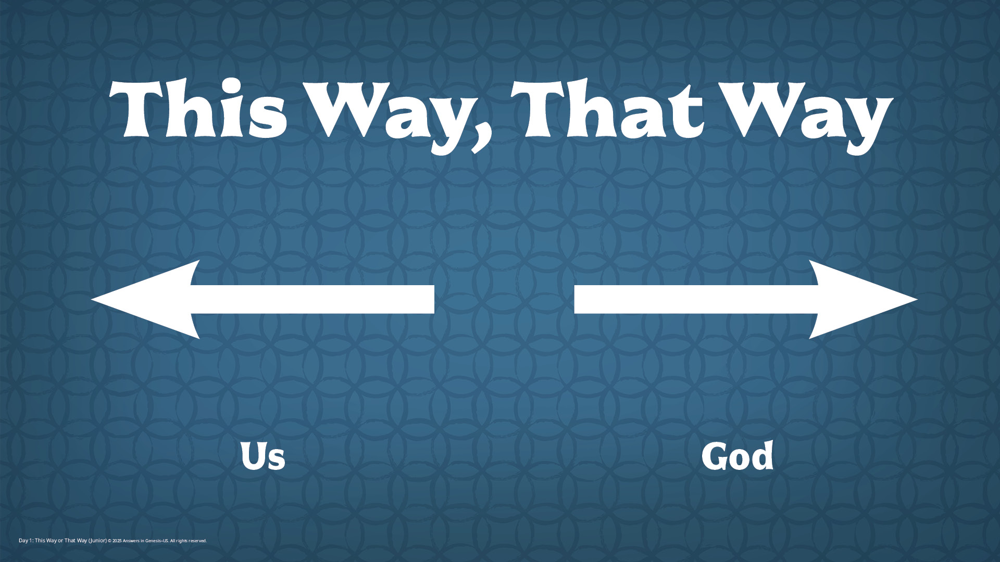 This Way, That Way
Us
God
Day 1: This Way or That Way (Junior) © 2025 Answers in Genesis–US. All rights reserved.